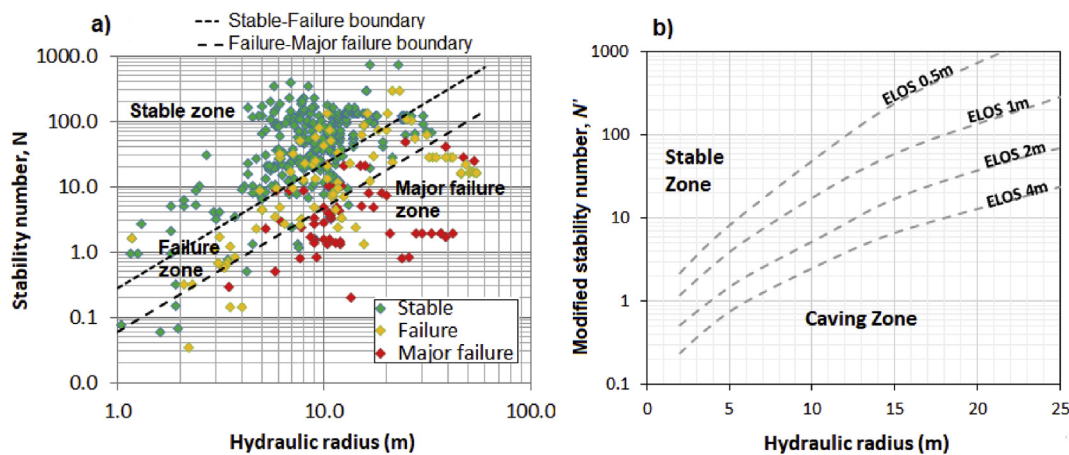 a)
Stable-Failure boundary
Failure-Major failure boundary
1000.0
100.0
10.0
1.0
0.1
0.0
Stability number, N
Stable zone
Major failure
zone
Failure
zone
Stable
Failure
Major failure
1.0
10.0
100.0
Hydraulic radius (m)
b)
1000
100
10
1
0.1
Modified stability number, N'
Stable
Zone
ELOS 0.5m
ELOS 1m
ELOS 2m
ELOS 4m
Caving Zone
0
5
10
15
20
25
Hydraulic radius (m)